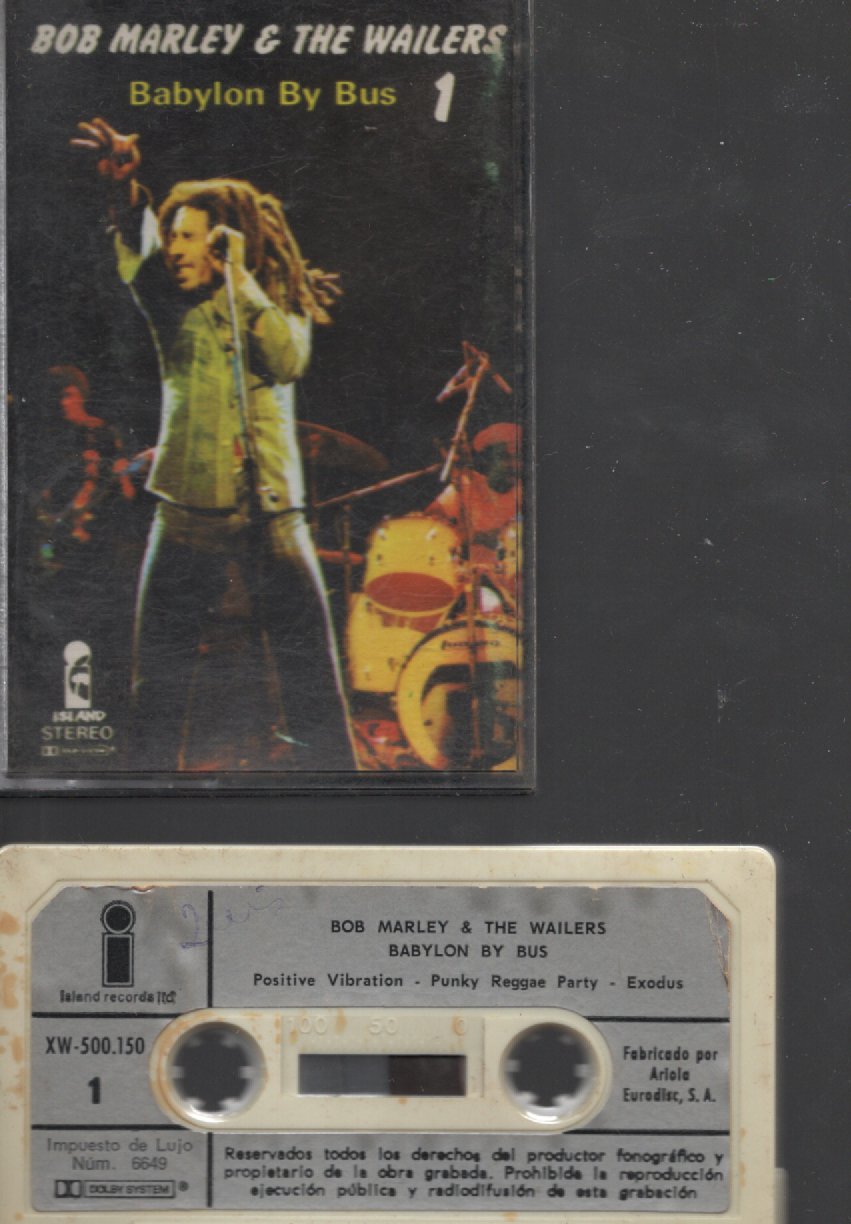 BOB MARLEY & THE WAILERS
Babylon By Bus 1
ISLAND
STEREO
BOB MARLEY & THE WAILERS
BABYLON BY BUS
Positive Vibration - Punky Reggae Party - Exodus
Island records ltd
100 50 0
XW-500.150
1
Fabricado por
Ariola
Eurodisc, S. A.
Impuesto de Lujo
Núm. 6649
DOLBY SYSTEM ®
Reservados todos los derechos del productor fonográfico y
propietario de la obra grabada. Prohibida la reproducción
ejecución pública y radiodifusión de esta grabación